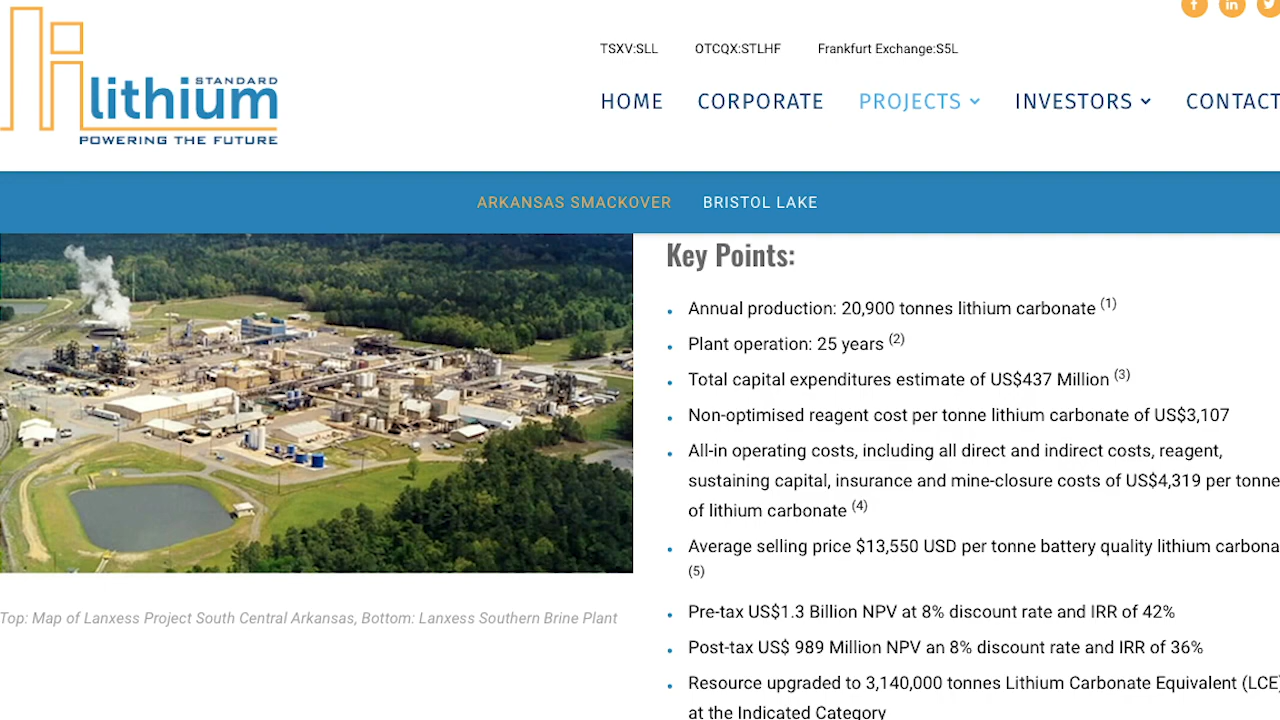 TSXV:SLL OTCQX:STLHF Frankfurt Exchange:S5L
STANDARD
lithium
POWERING THE FUTURE
HOME CORPORATE PROJECTS INVESTORS CONTACT
ARKANSAS SMACKOVER BRISTOL LAKE
Key Points:
Annual production: 20,900 tonnes lithium carbonate (1)
Plant operation: 25 years (2)
Total capital expenditures estimate of US$437 Million (3)
Non-optimised reagent cost per tonne lithium carbonate of US$3,107
All-in operating costs, including all direct and indirect costs, reagent,
sustaining capital, insurance and mine-closure costs of US$4,319 per tonne
of lithium carbonate (4)
Average selling price $13,550 USD per tonne battery quality lithium carbona
(5)
Pre-tax US$1.3 Billion NPV at 8% discount rate and IRR of 42%
Post-tax US$ 989 Million NPV an 8% discount rate and IRR of 36%
Resource upgraded to 3,140,000 tonnes Lithium Carbonate Equivalent (LCE)
at the Indicated Category
Top: Map of Lanxess Project South Central Arkansas, Bottom: Lanxess Southern Brine Plant